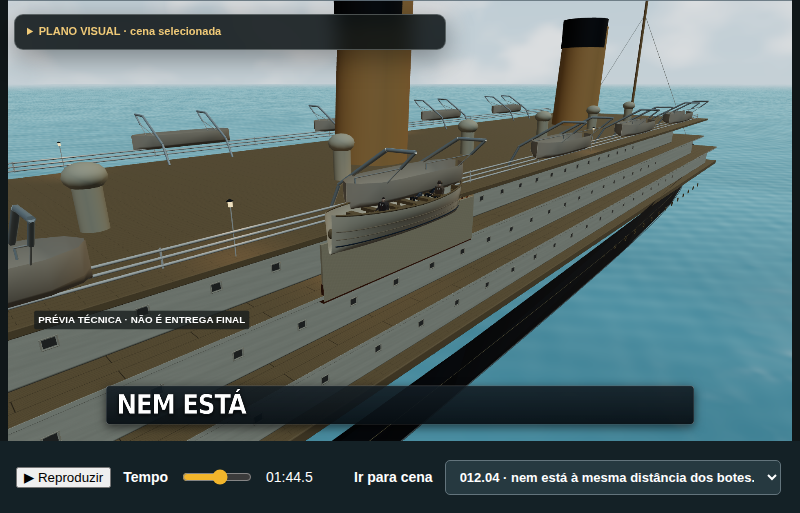 ▶ PLANO VISUAL · cena selecionada
PRÉVIA TÉCNICA · NÃO É ENTREGA FINAL
NEM ESTÁ
▶ Reproduzir Tempo 01:44.5 Ir para cena 012.04 · nem está à mesma distância dos botes.